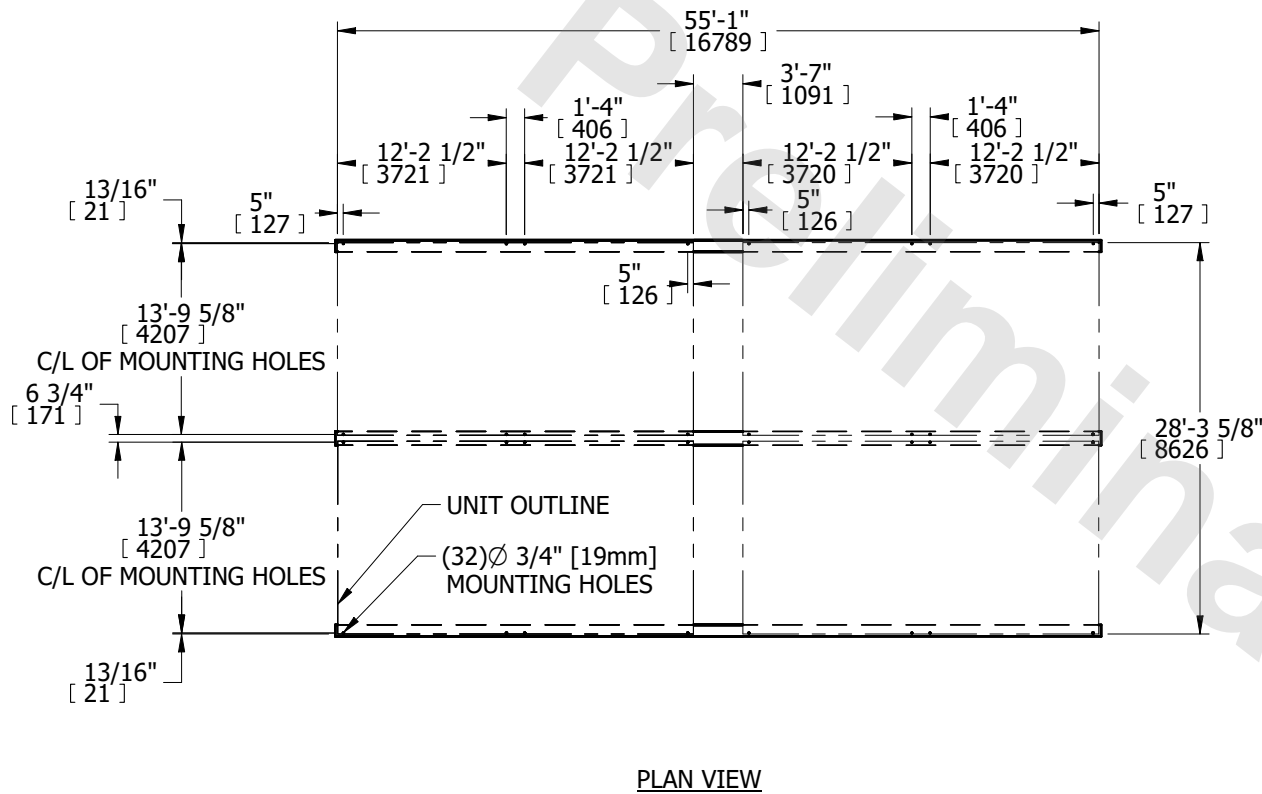 55'-1"
[ 16789 ]
3'-7"
[ 1091 ]
1'-4"
[ 406 ]
1'-4"
[ 406 ]
12'-2 1/2"
[ 3721 ]
12'-2 1/2"
[ 3721 ]
12'-2 1/2"
[ 3720 ]
12'-2 1/2"
[ 3720 ]
13/16"
[ 21 ]
5"
[ 127 ]
5"
[ 126 ]
5"
[ 127 ]
5"
[ 126 ]
13'-9 5/8"
[ 4207 ]
C/L OF MOUNTING HOLES
6 3/4"
[ 171 ]
28'-3 5/8"
[ 8626 ]
UNIT OUTLINE
13'-9 5/8"
[ 4207 ]
C/L OF MOUNTING HOLES
(32)∅ 3/4" [19mm]
MOUNTING HOLES
13/16"
[ 21 ]
PLAN VIEW
Prelimina